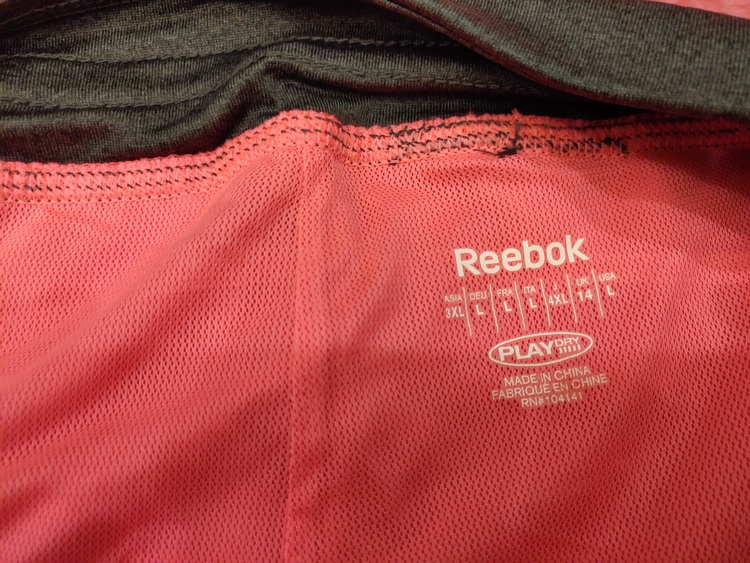 Reebok
ASIA DEU FRA ITA J UK USA
3XL L L L 4XL 14 L
PLAYDRY
MADE IN CHINA
FABRIQUÉ EN CHINE
RN#104141